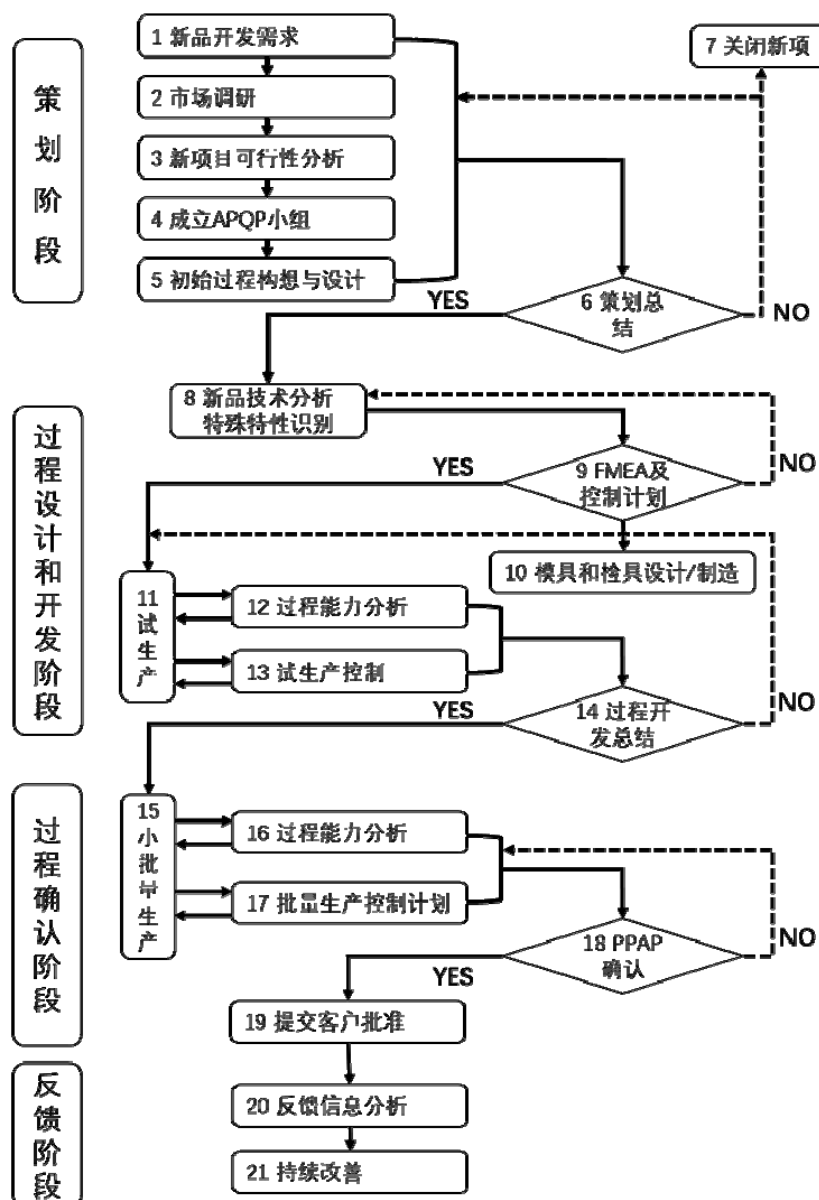 策划阶段
1 新品开发需求
7 关闭新项
2 市场调研
3 新项目可行性分析
4 成立APQP小组
5 初始过程构想与设计
YES
6 策划总
结
NO
过程设计和开发阶段
8 新品技术分析
特殊特性识别
YES
9 FMEA及
控制计划
NO
10 模具和检具设计/制造
11
试生产
12 过程能力分析
13 试生产控制
YES
14 过程开
发总结
NO
过程确认阶段
15
小批量生产
16 过程能力分析
17 批量生产控制计划
YES
18 PPAP
确认
NO
19 提交客户批准
反馈阶段
20 反馈信息分析
21 持续改善